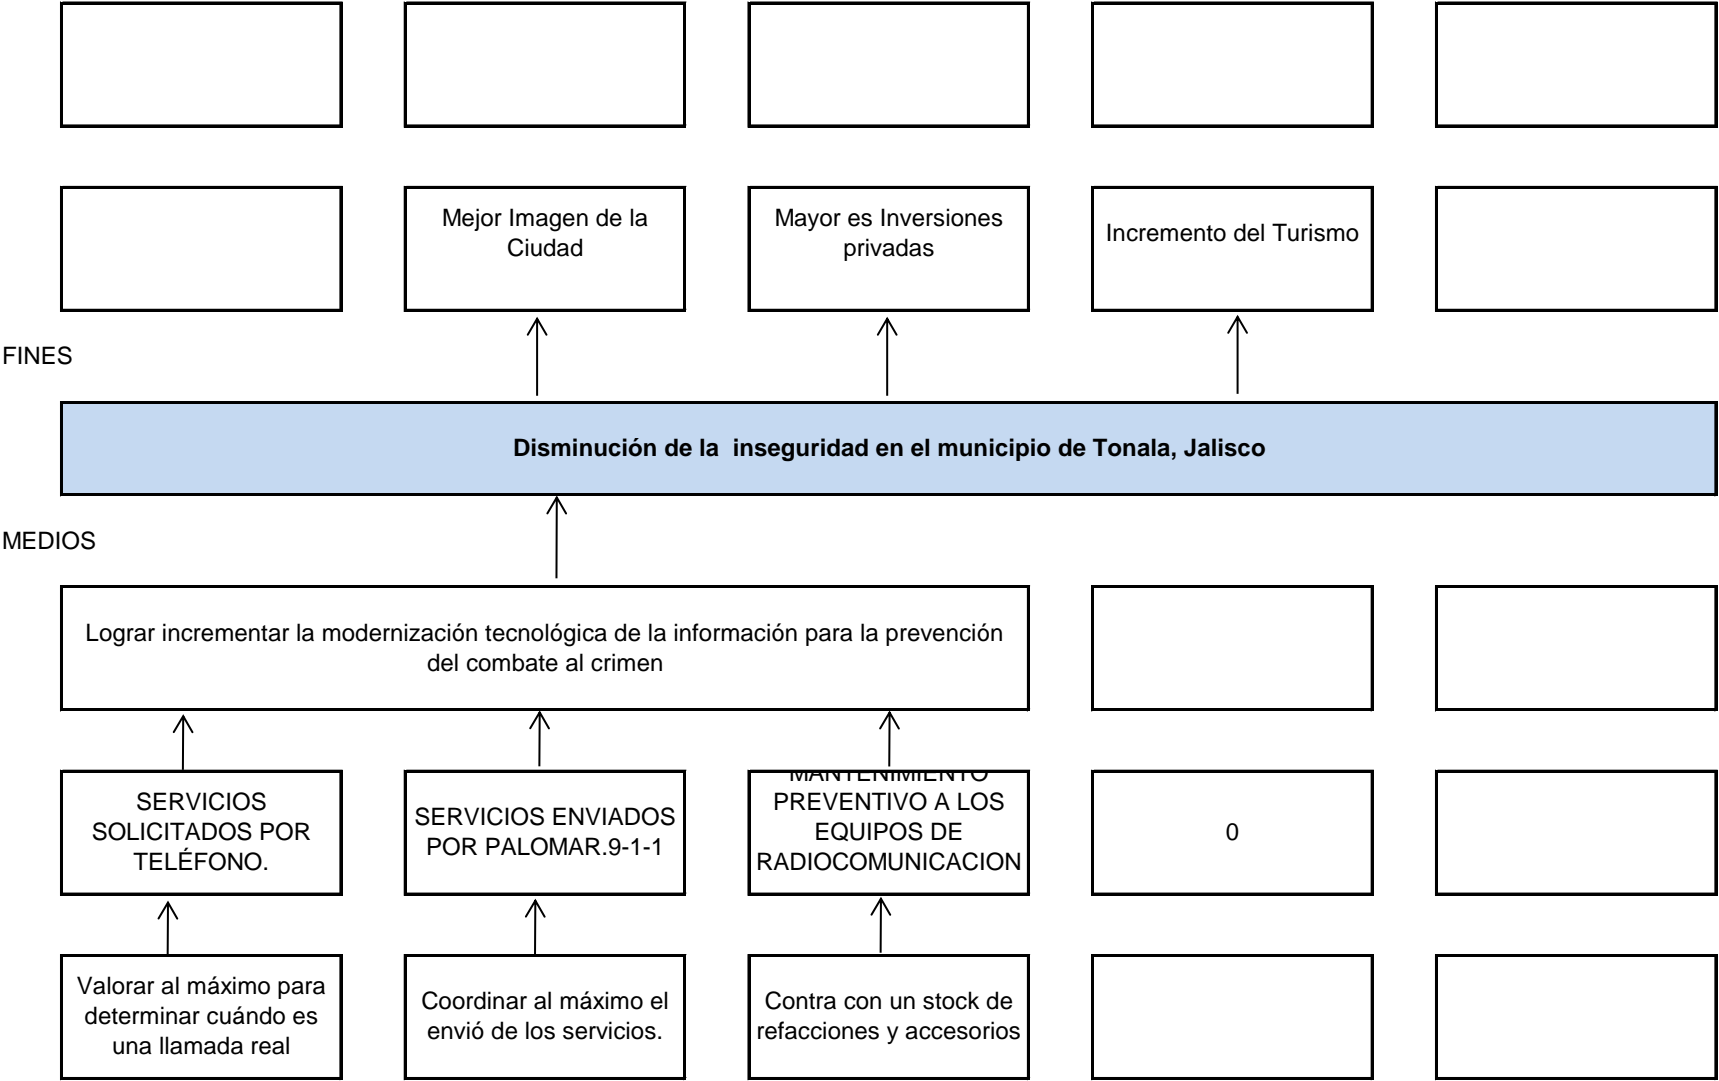 Mejor Imagen de la
Ciudad
Mayor es Inversiones
privadas
Incremento del Turismo
FINES
Disminución de la  inseguridad en el municipio de Tonala, Jalisco
MEDIOS
Lograr incrementar la modernización tecnológica de la información para la prevención
del combate al crimen
SERVICIOS
SOLICITADOS POR
TELÉFONO.
SERVICIOS ENVIADOS
POR PALOMAR.9-1-1
MANTENIMIENTO
PREVENTIVO A LOS
EQUIPOS DE
RADIOCOMUNICACION
0
Valorar al máximo para
determinar cuándo es
una llamada real
Coordinar al máximo el
envió de los servicios.
Contra con un stock de
refacciones y accesorios